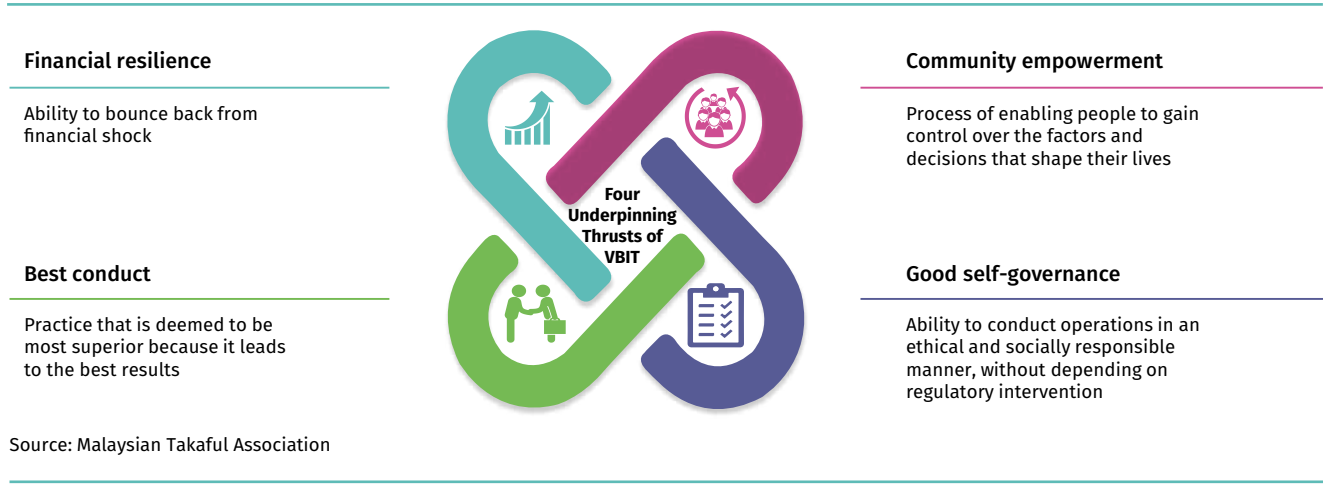 Financial resilience
Ability to bounce back from
financial shock
Community empowerment
Process of enabling people to gain
control over the factors and
decisions that shape their lives
Four
Underpinning
Thrusts of
VBIT
Best conduct
Practice that is deemed to be
most superior because it leads
to the best results
Good self-governance
Ability to conduct operations in an
ethical and socially responsible
manner, without depending on
regulatory intervention
Source: Malaysian Takaful Association